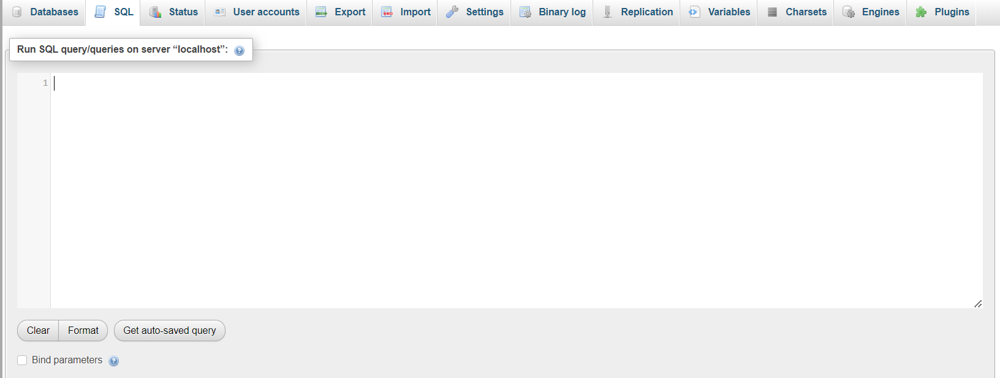 Databases SQL Status User accounts Export Import Settings Binary log Replication Variables Charsets Engines Plugins
Run SQL query/queries on server “localhost”:
1
Clear Format Get auto-saved query
Bind parameters